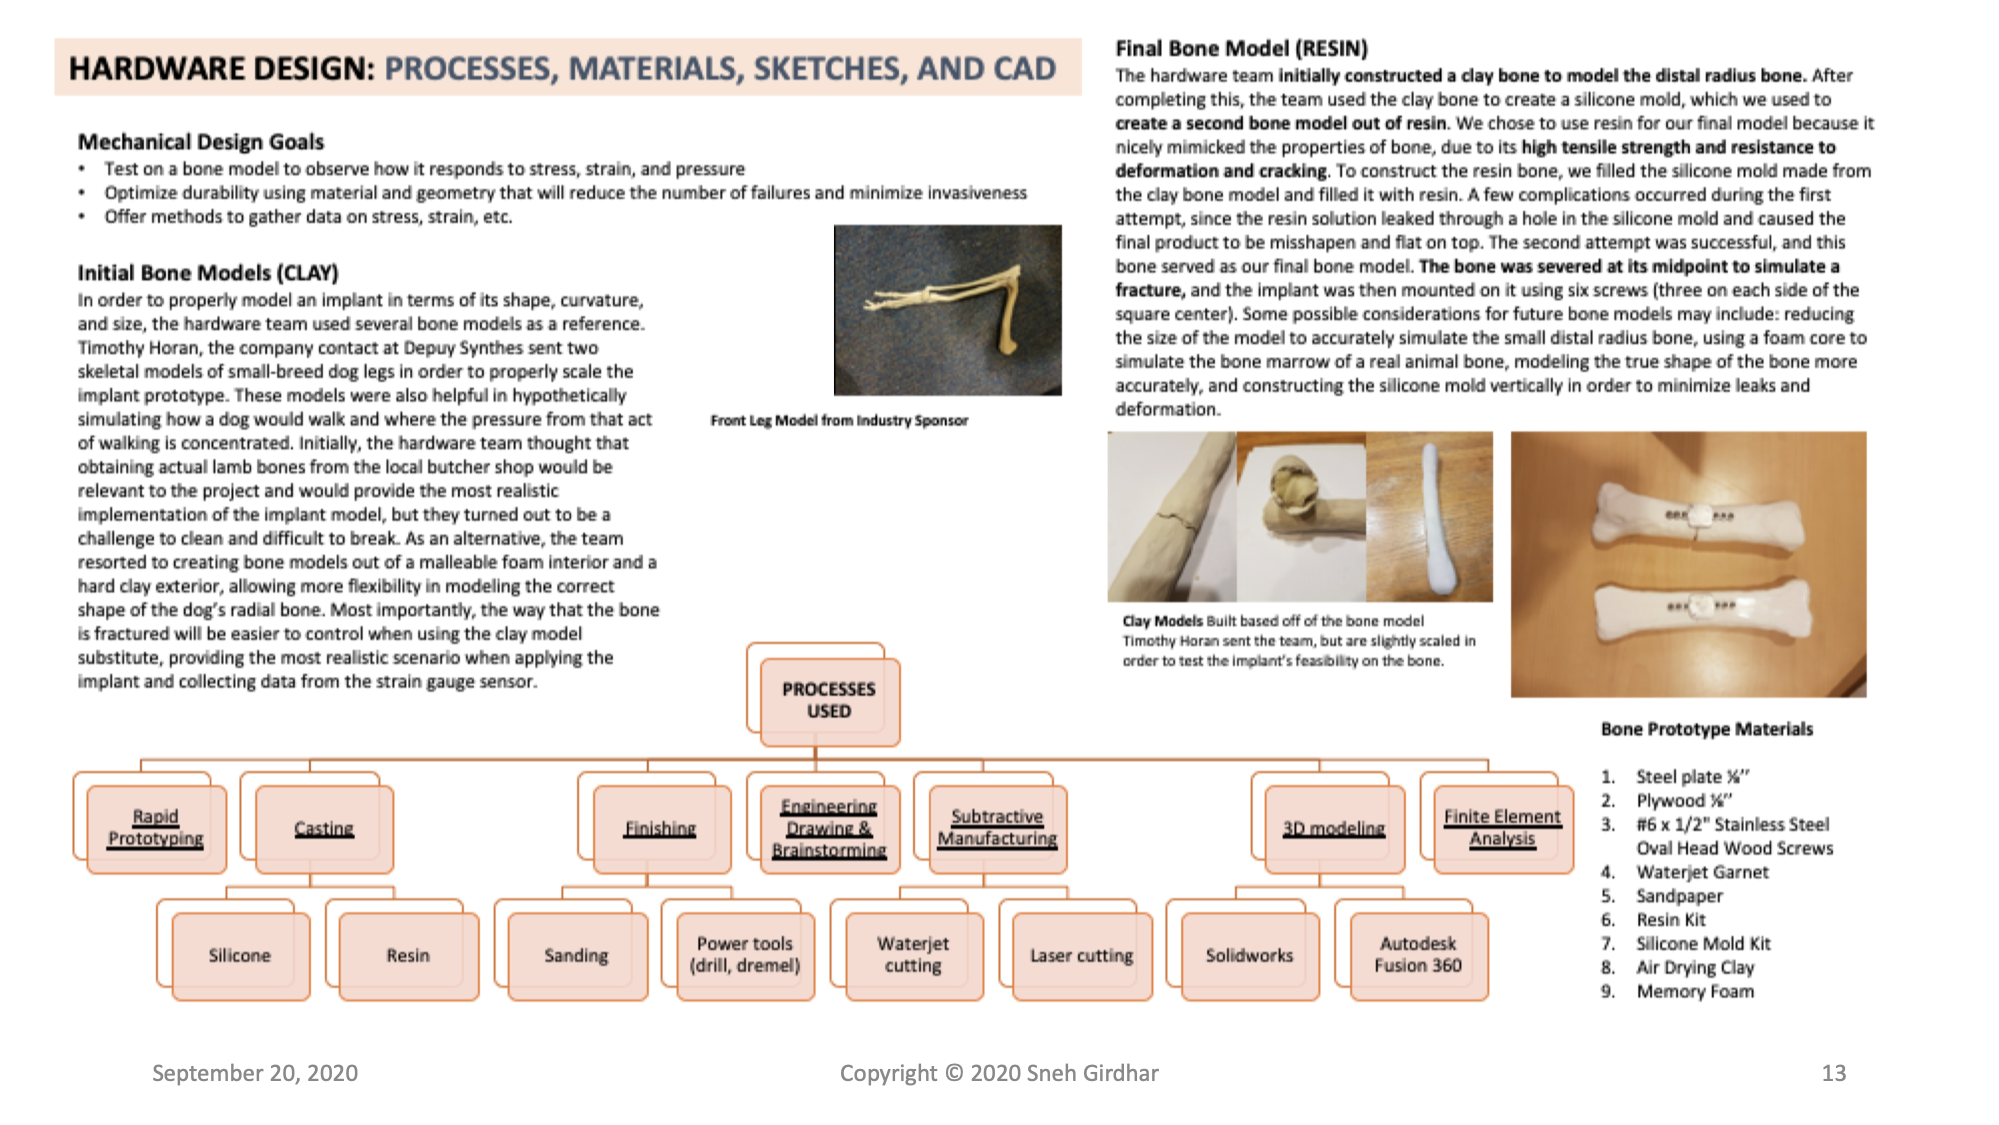 HARDWARE DESIGN: PROCESSES, MATERIALS, SKETCHES, AND CAD
Mechanical Design Goals
• Test on a bone model to observe how it responds to stress, strain, and pressure
• Optimize durability using material and geometry that will reduce the number of failures and minimize invasiveness
• Offer methods to gather data on stress, strain, etc.
Initial Bone Models (CLAY)
In order to properly model an implant in terms of its shape, curvature,
and size, the hardware team used several bone models as a reference.
Timothy Horan, the company contact at Depuy Synthes sent two
skeletal models of small-breed dog legs in order to properly scale the
implant prototype. These models were also helpful in hypothetically
simulating how a dog would walk and where the pressure from that act
of walking is concentrated. Initially, the hardware team thought that
obtaining actual lamb bones from the local butcher shop would be
relevant to the project and would provide the most realistic
implementation of the implant model, but they turned out to be a
challenge to clean and difficult to break. As an alternative, the team
resorted to creating bone models out of a malleable foam interior and a
hard clay exterior, allowing more flexibility in modeling the correct
shape of the dog's radial bone. Most importantly, the way that the bone
is fractured will be easier to control when using the clay model
substitute, providing the most realistic scenario when applying the
implant and collecting data from the strain gauge sensor.
Front Leg Model from Industry Sponsor
Final Bone Model (RESIN)
The hardware team initially constructed a clay bone to model the distal radius bone. After
completing this, the team used the clay bone to create a silicone mold, which we used to
create a second bone model out of resin. We chose to use resin for our final model because it
nicely mimicked the properties of bone, due to its high tensile strength and resistance to
deformation and cracking. To construct the resin bone, we filled the silicone mold made from
the clay bone model and filled it with resin. A few complications occurred during the first
attempt, since the resin solution leaked through a hole in the silicone mold and caused the
final product to be misshapen and flat on top. The second attempt was successful, and this
bone served as our final bone model. The bone was severed at its midpoint to simulate a
fracture, and the implant was then mounted on it using six screws (three on each side of the
square center). Some possible considerations for future bone models may include: reducing
the size of the model to accurately simulate the small distal radius bone, using a foam core to
simulate the bone marrow of a real animal bone, modeling the true shape of the bone more
accurately, and constructing the silicone mold vertically in order to minimize leaks and
deformation.
Clay Models Built based off of the bone model
Timothy Horan sent the team, but are slightly scaled in
order to test the implant's feasibility on the bone.
PROCESSES
USED
Rapid
Prototyping
Casting
Finishing
Engineering
Drawing &
Brainstorming
Subtractive
Manufacturing
3D modeling
Finite Element
Analysis
Silicone
Resin
Sanding
Power tools
(drill, dremel)
Waterjet
cutting
Laser cutting
Solidworks
Autodesk
Fusion 360
Bone Prototype Materials
1. Steel plate
2. Plywood
3. #6 x 1/2" Stainless Steel
Oval Head Wood Screws
4. Waterjet Garnet
5. Sandpaper
6. Resin Kit
7. Silicone Mold Kit
8. Air Drying Clay
9. Memory Foam
September 20, 2020
Copyright © 2020 Sneh Girdhar
13